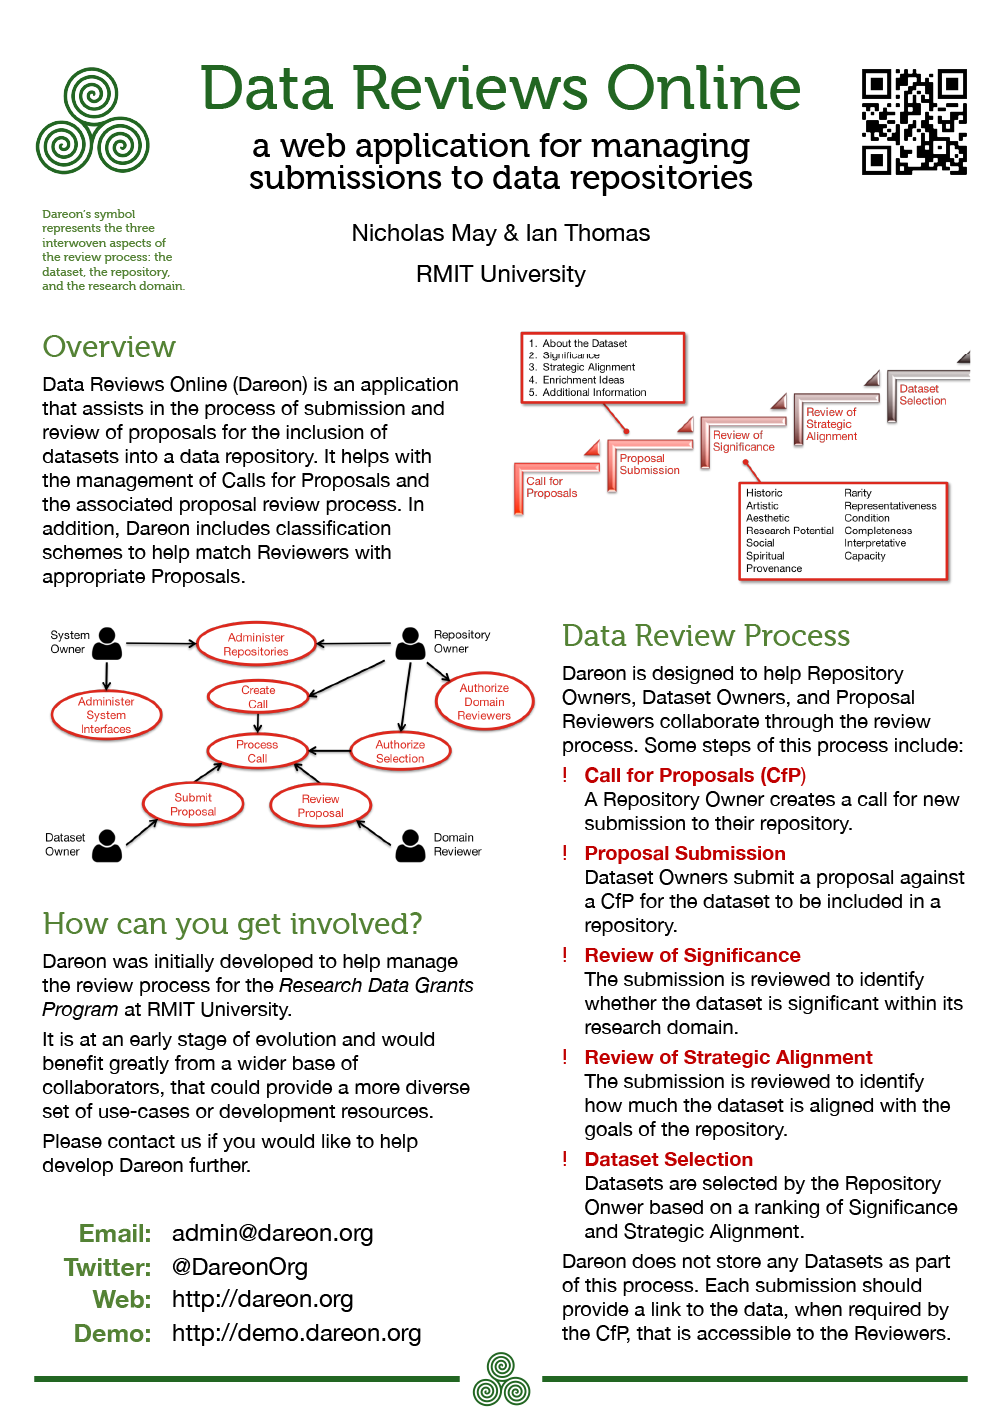 Data Reviews Online
a web application for managing
submissions to data repositories
Nicholas May & Ian Thomas
RMIT University
Dareon's symbol
represents the three
interwoven aspects of
the review process: the
dataset, the repository,
and the research domain.
Overview
Data Reviews Online (Dareon) is an application
that assists in the process of submission and
review of proposals for the inclusion of
datasets into a data repository. It helps with
the management of Calls for Proposals and
the associated proposal review process. In
addition, Dareon includes classification
schemes to help match Reviewers with
appropriate Proposals.
1. About the Dataset
2. Significance
3. Strategic Alignment
4. Enrichment Ideas
5. Additional Information
Call for
Proposals
Proposal
Submission
Review of
Significance
Review of
Strategic
Alignment
Dataset
Selection
Historic
Artistic
Aesthetic
Research Potential
Social
Spiritual
Provenance
Rarity
Representativeness
Condition
Completeness
Interpretative
Capacity
System
Owner
Administer
Repositories
Repository
Owner
Administer
System
Interfaces
Create
Call
Authorize
Domain
Reviewers
Process
Call
Authorize
Selection
Submit
Proposal
Review
Proposal
Dataset
Owner
Domain
Reviewer
How can you get involved?
Dareon was initially developed to help manage
the review process for the Research Data Grants
Program at RMIT University.
It is at an early stage of evolution and would
benefit greatly from a wider base of
collaborators, that could provide a more diverse
set of use-cases or development resources.
Please contact us if you would like to help
develop Dareon further.
Email: admin@dareon.org
Twitter: @DareonOrg
Web: http://dareon.org
Demo: http://demo.dareon.org
Data Review Process
Dareon is designed to help Repository
Owners, Dataset Owners, and Proposal
Reviewers collaborate through the review
process. Some steps of this process include:
! Call for Proposals (CfP)
A Repository Owner creates a call for new
submission to their repository.
! Proposal Submission
Dataset Owners submit a proposal against
a CfP for the dataset to be included in a
repository.
! Review of Significance
The submission is reviewed to identify
whether the dataset is significant within its
research domain.
! Review of Strategic Alignment
The submission is reviewed to identify
how much the dataset is aligned with the
goals of the repository.
! Dataset Selection
Datasets are selected by the Repository
Onwer based on a ranking of Significance
and Strategic Alignment.
Dareon does not store any Datasets as part
of this process. Each submission should
provide a link to the data, when required by
the CfP, that is accessible to the Reviewers.